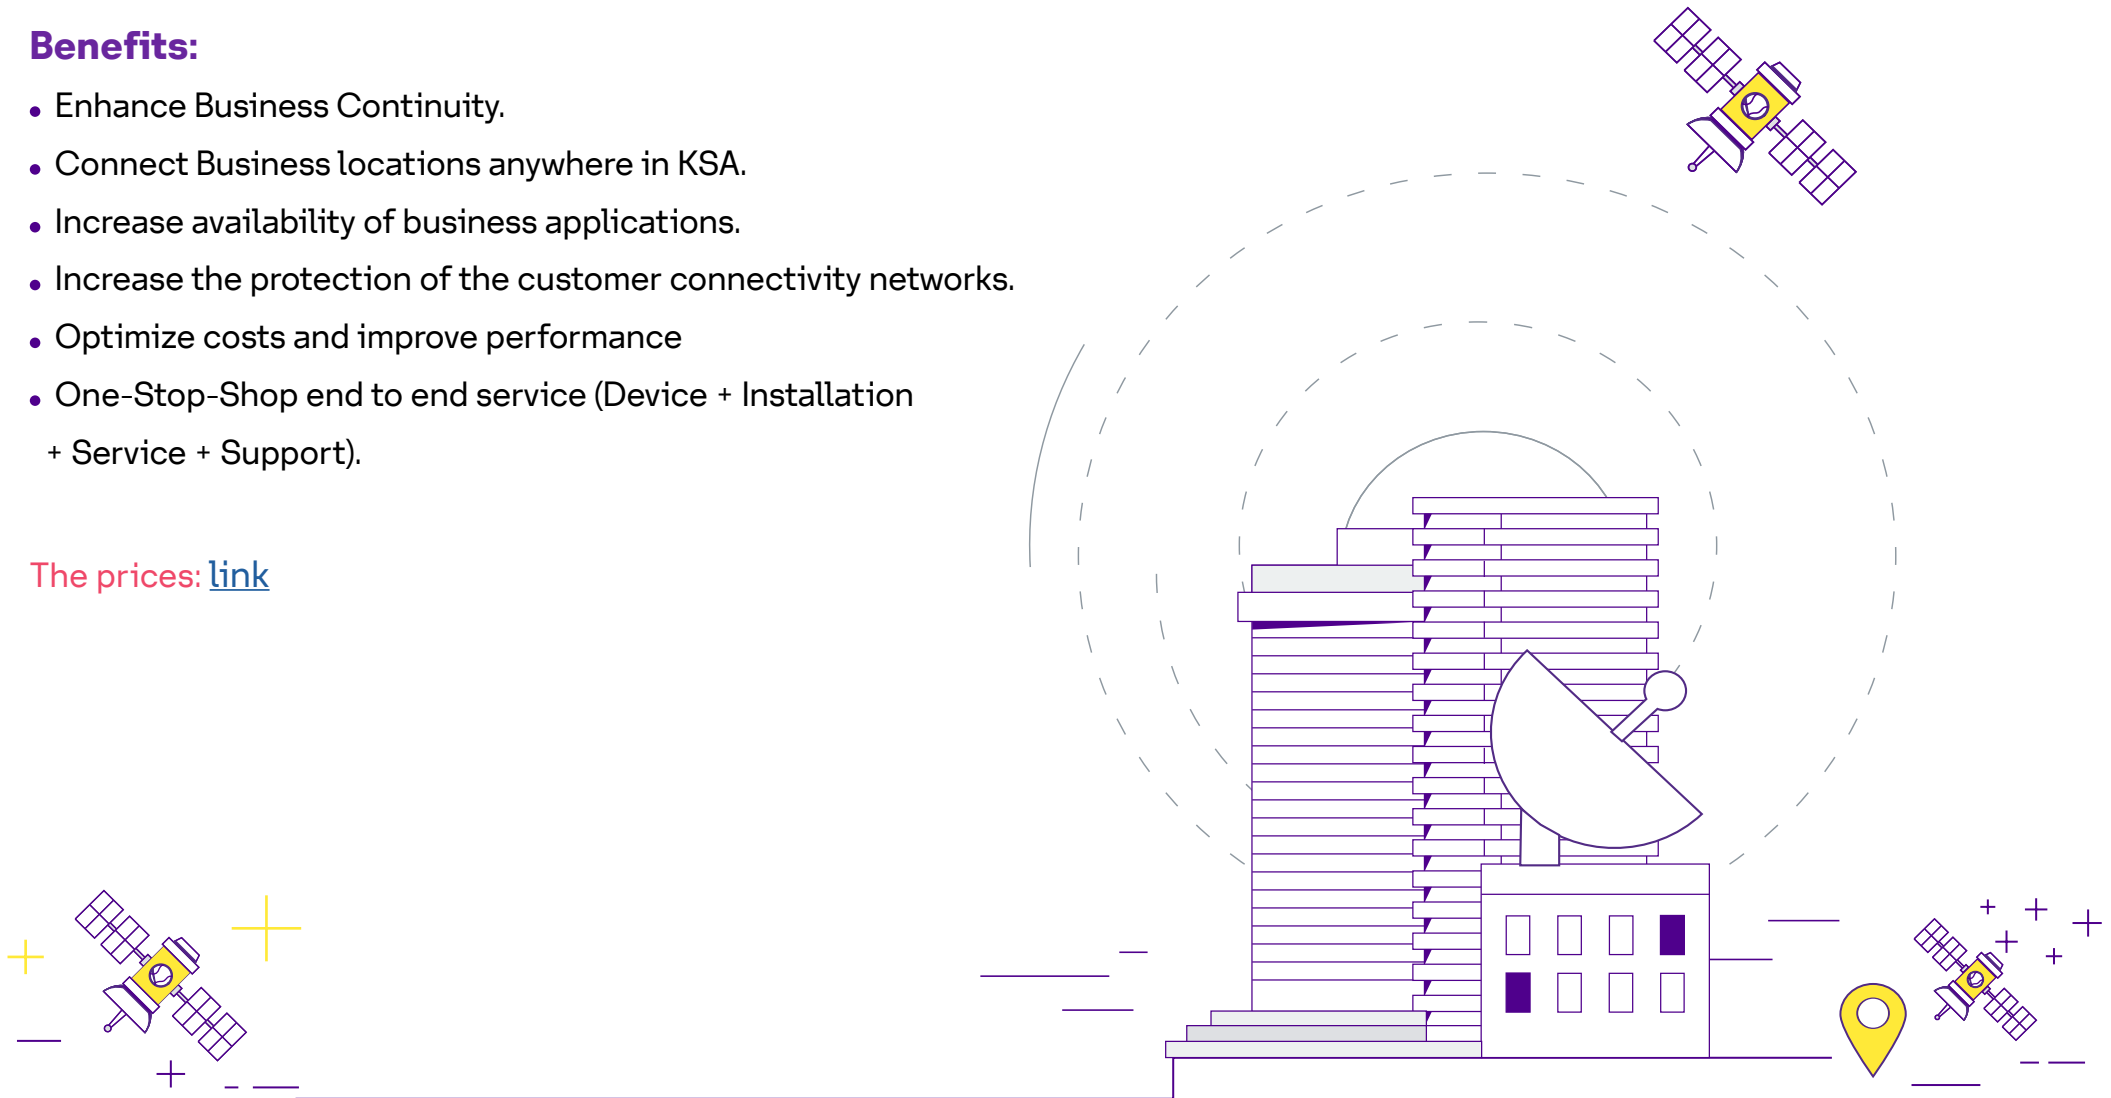 Benefits:
• Enhance Business Continuity.
• Connect Business locations anywhere in KSA.
• Increase availability of business applications.
• Increase the protection of the customer connectivity networks.
• Optimize costs and improve performance
• One-Stop-Shop end to end service (Device + Installation
+ Service + Support).
The prices: link